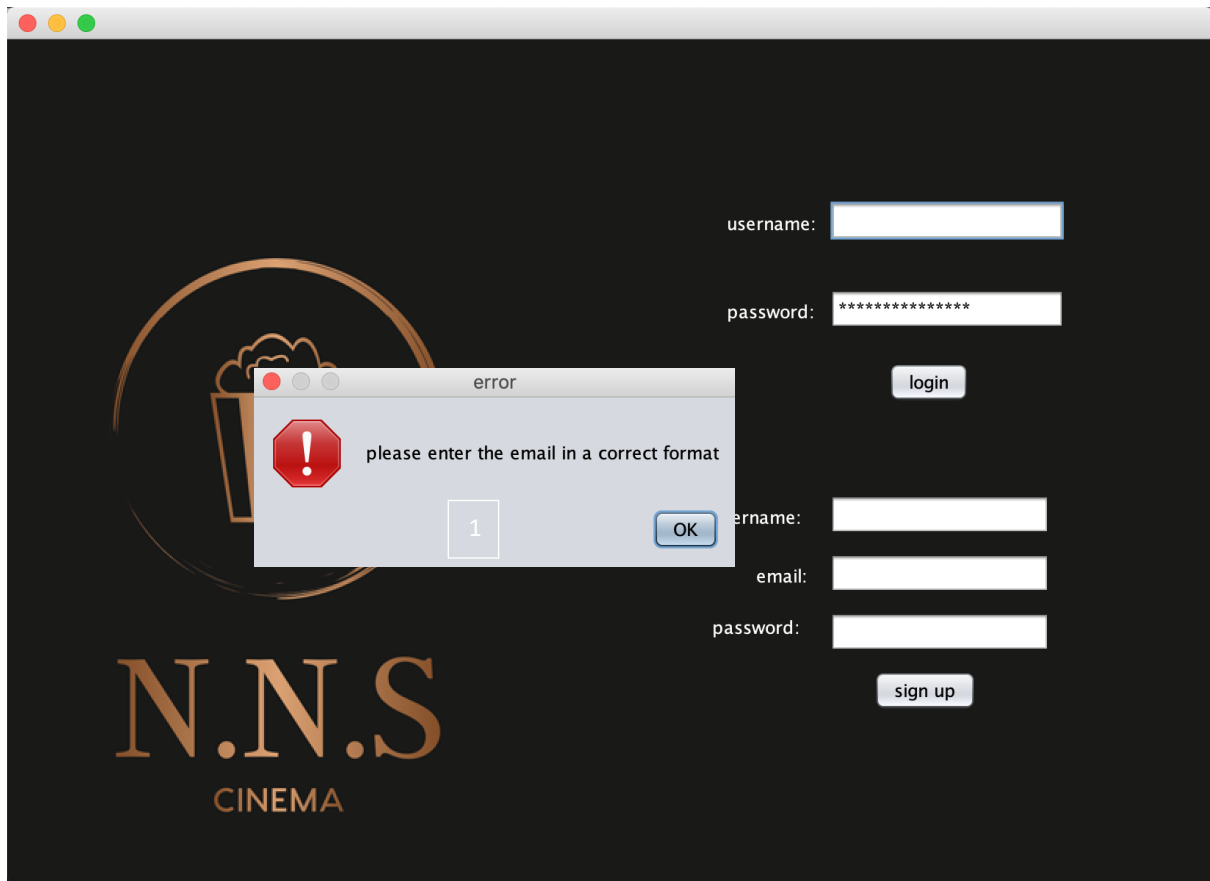 username:
password: ***************
login
error
please enter the email in a correct format
1
OK
ername:
email:
password:
sign up
N.N.S
CINEMA